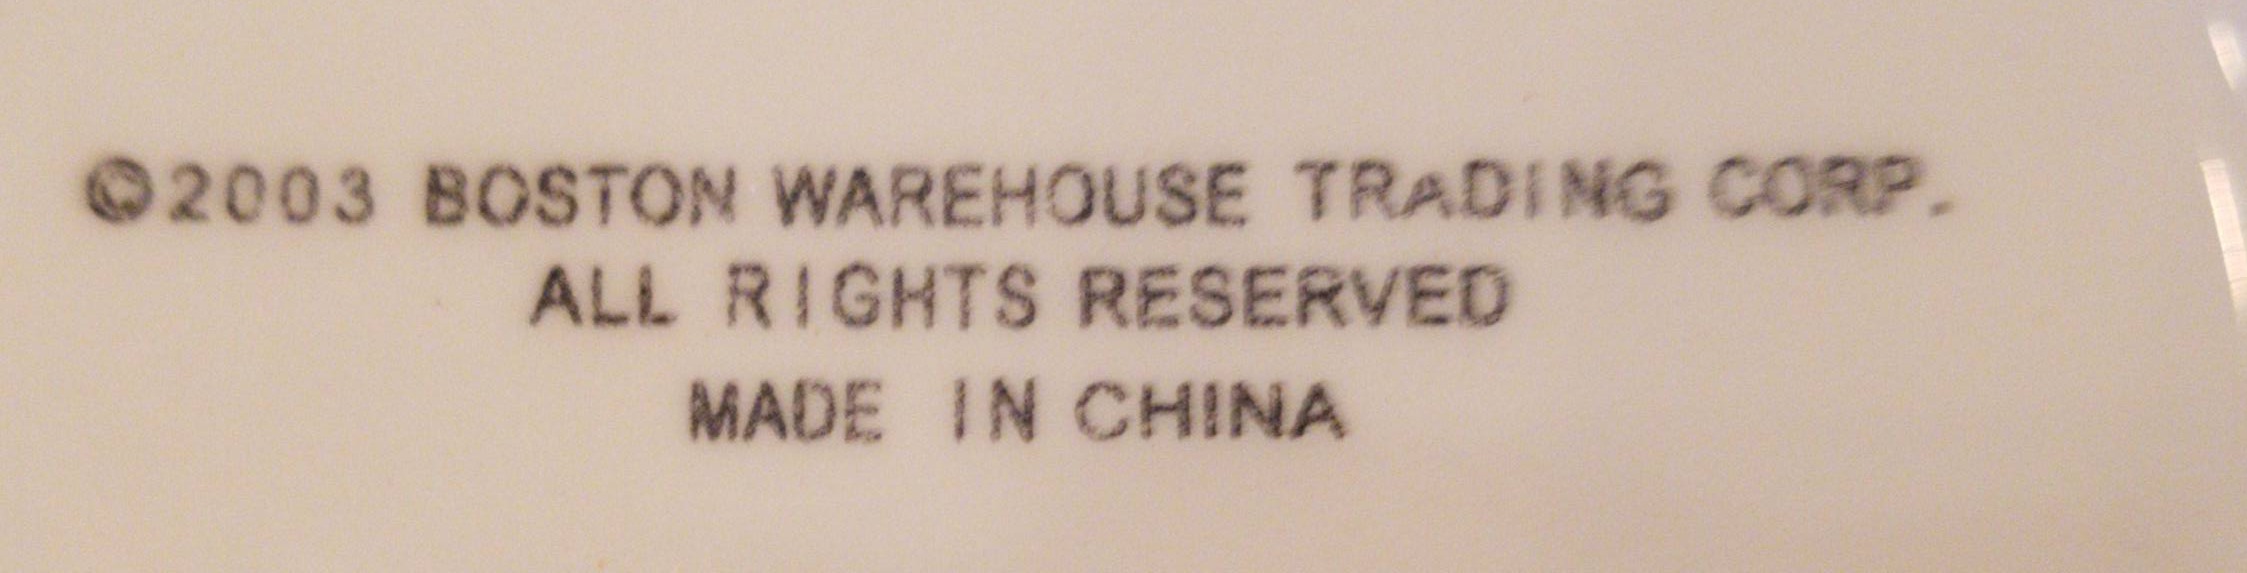 ©2003 BOSTON WAREHOUSE TRADING CORP.
ALL RIGHTS RESERVED
MADE IN CHINA